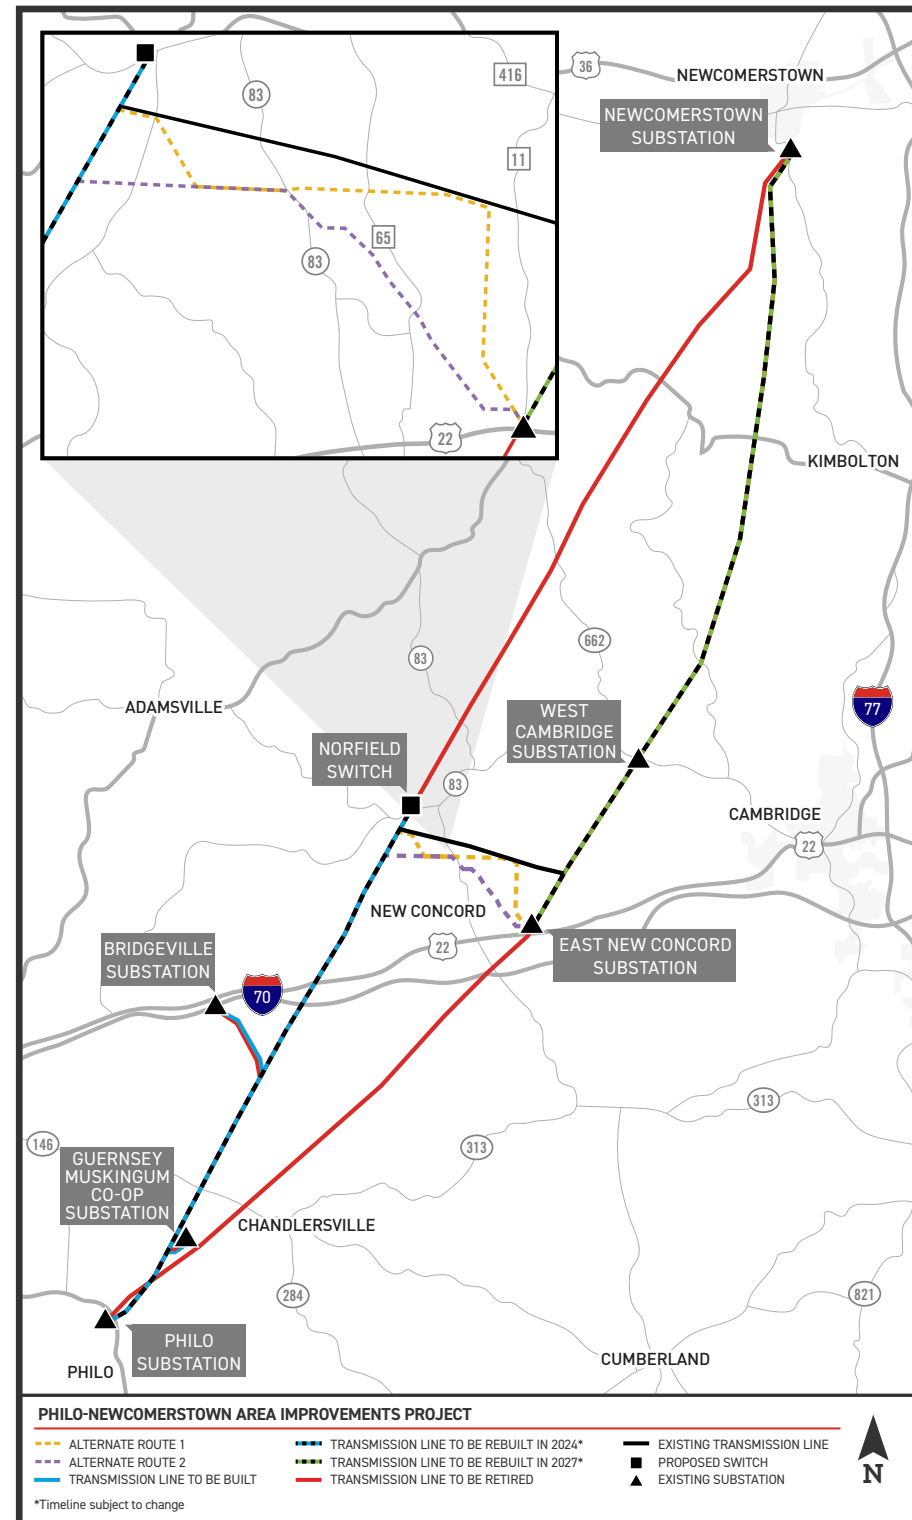 83
416
36
NEWCOMERSTOWN
NEWCOMERSTOWN
SUBSTATION
11
65
83
22
KIMBOLTON
662
83
ADAMSVILLE
WEST
CAMBRIDGE
SUBSTATION
77
NORFIELD
SWITCH
83
CAMBRIDGE
22
NEW CONCORD
22
EAST NEW CONCORD
SUBSTATION
BRIDGEVILLE
SUBSTATION
70
313
146
313
GUERNSEY
MUSKINGUM
CO-OP
SUBSTATION
CHANDLERSVILLE
284
821
PHILO
SUBSTATION
PHILO
CUMBERLAND
PHILO-NEWCOMERSTOWN AREA IMPROVEMENTS PROJECT
ALTERNATE ROUTE 1
ALTERNATE ROUTE 2
TRANSMISSION LINE TO BE BUILT
TRANSMISSION LINE TO BE REBUILT IN 2024*
TRANSMISSION LINE TO BE REBUILT IN 2027*
TRANSMISSION LINE TO BE RETIRED
EXISTING TRANSMISSION LINE
PROPOSED SWITCH
EXISTING SUBSTATION
N
*Timeline subject to change